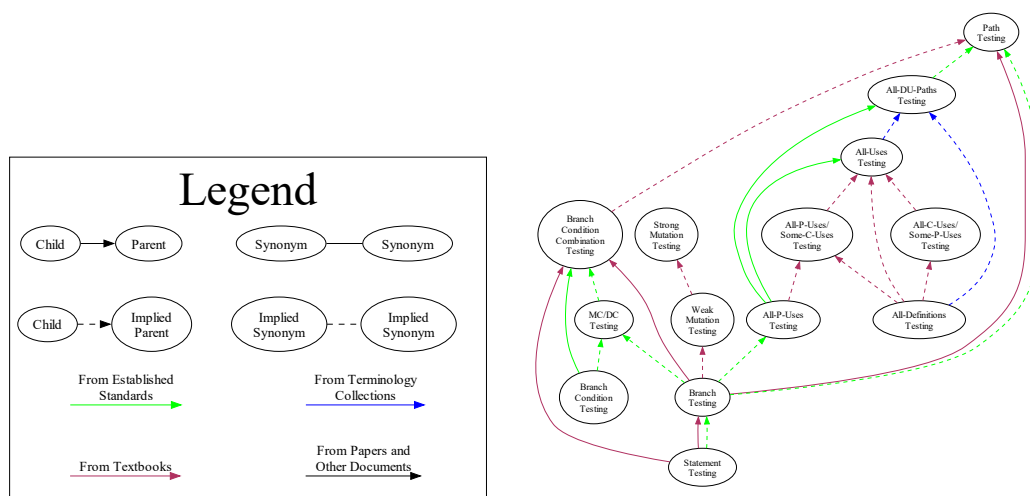 Legend
Child
Parent
Synonym
Synonym
Child
Implied
Parent
Implied
Synonym
Implied
Synonym
From Established
Standards
From Terminology
Collections
From Textbooks
From Papers and
Other Documents
Path
Testing
All-DU-Paths
Testing
All-Uses
Testing
Branch
Condition
Combination
Testing
Strong
Mutation
Testing
All-P-Uses/
Some-C-Uses
Testing
All-C-Uses/
Some-P-Uses
Testing
MC/DC
Testing
Weak
Mutation
Testing
All-P-Uses
Testing
All-Definitions
Testing
Branch
Condition
Testing
Branch
Testing
Statement
Testing